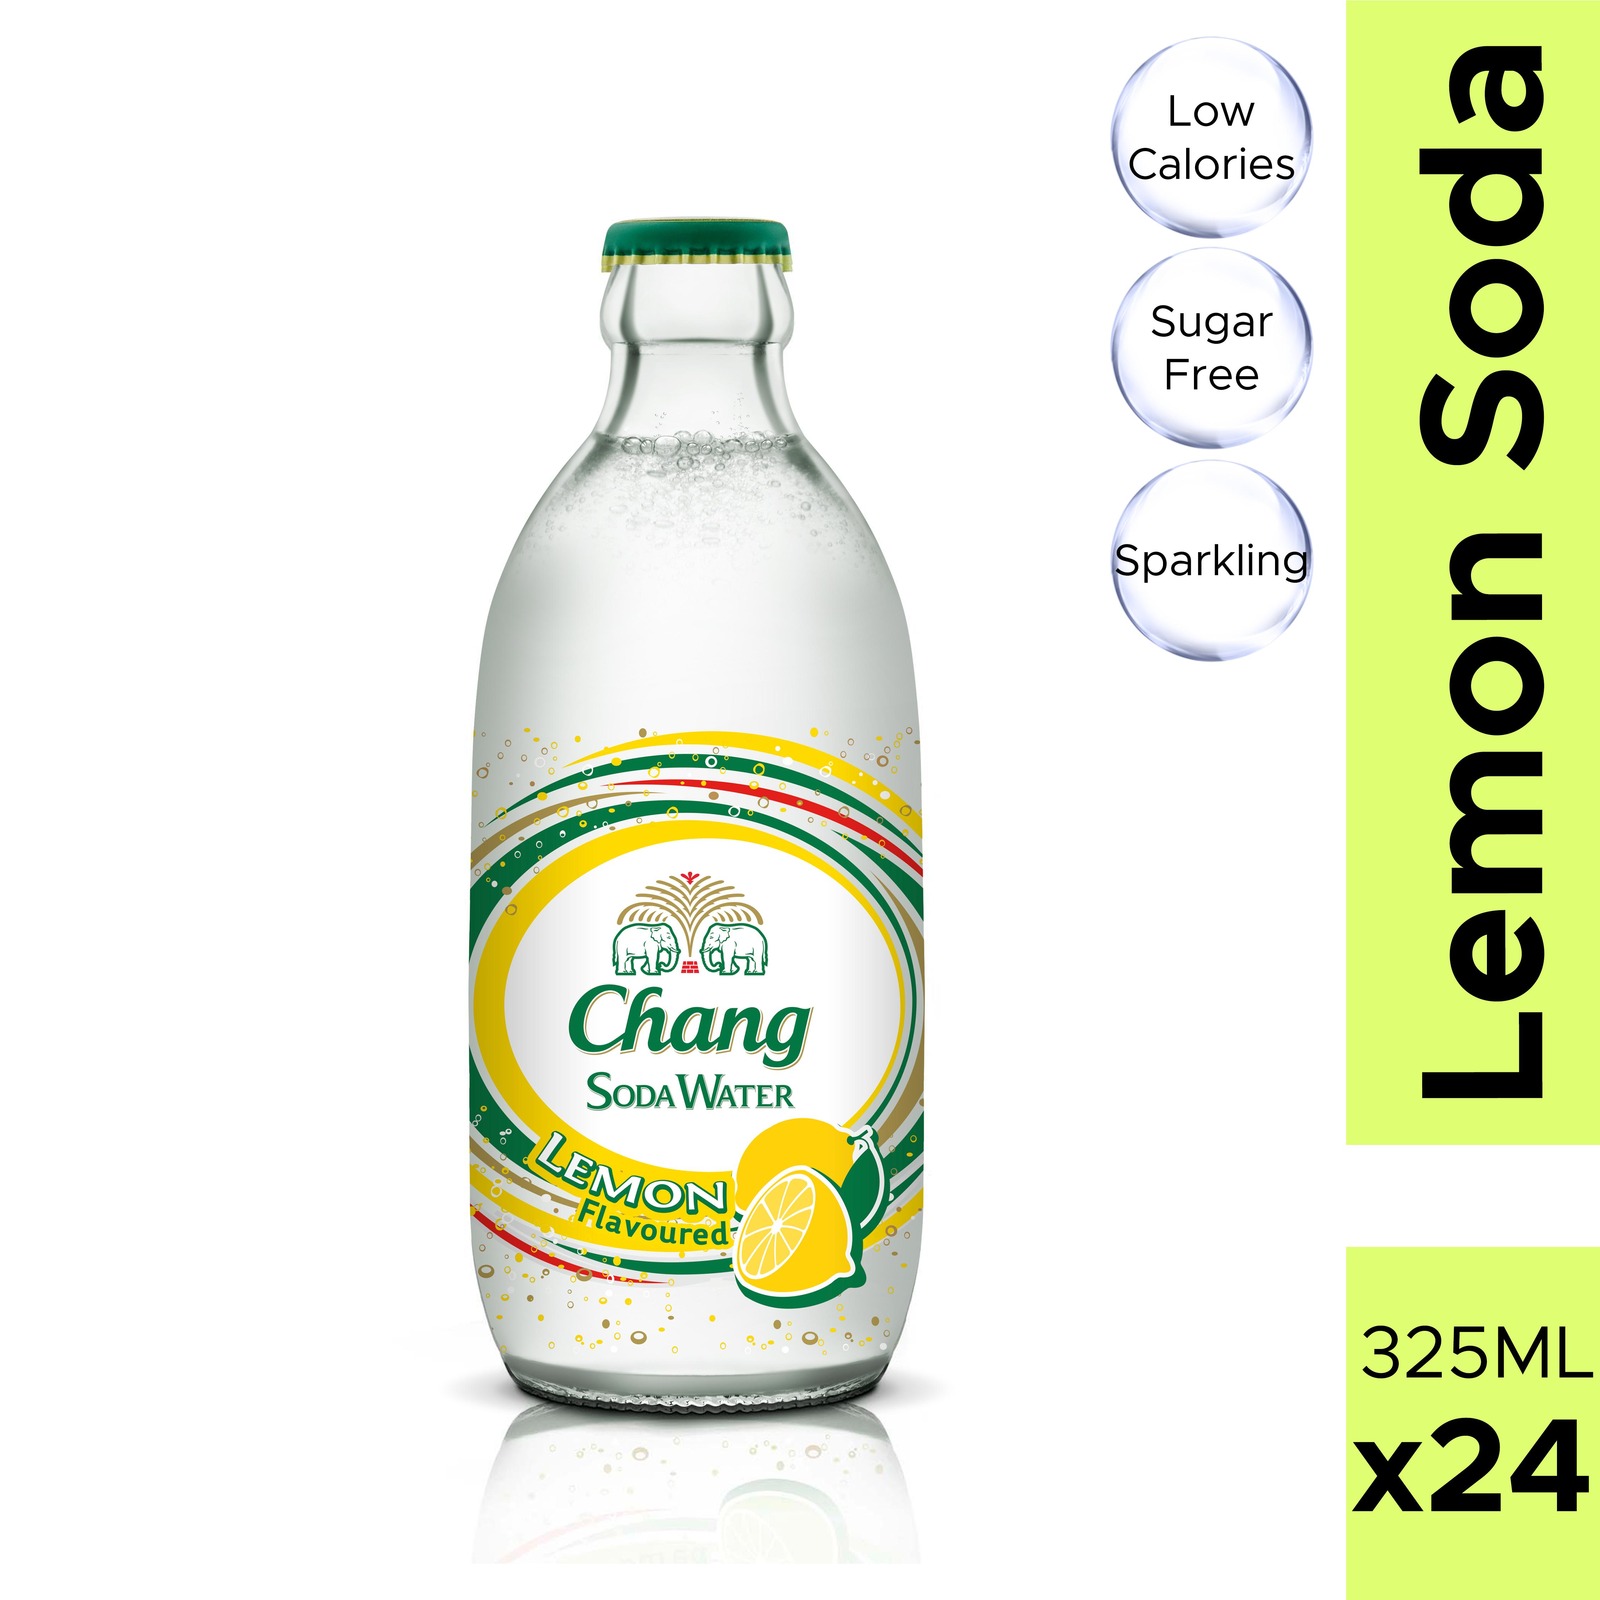 Low
Calories
Sugar
Free
Sparkling
Lemon Soda
Chang
SODA WATER
LEMON
Flavoured
325ML
x24